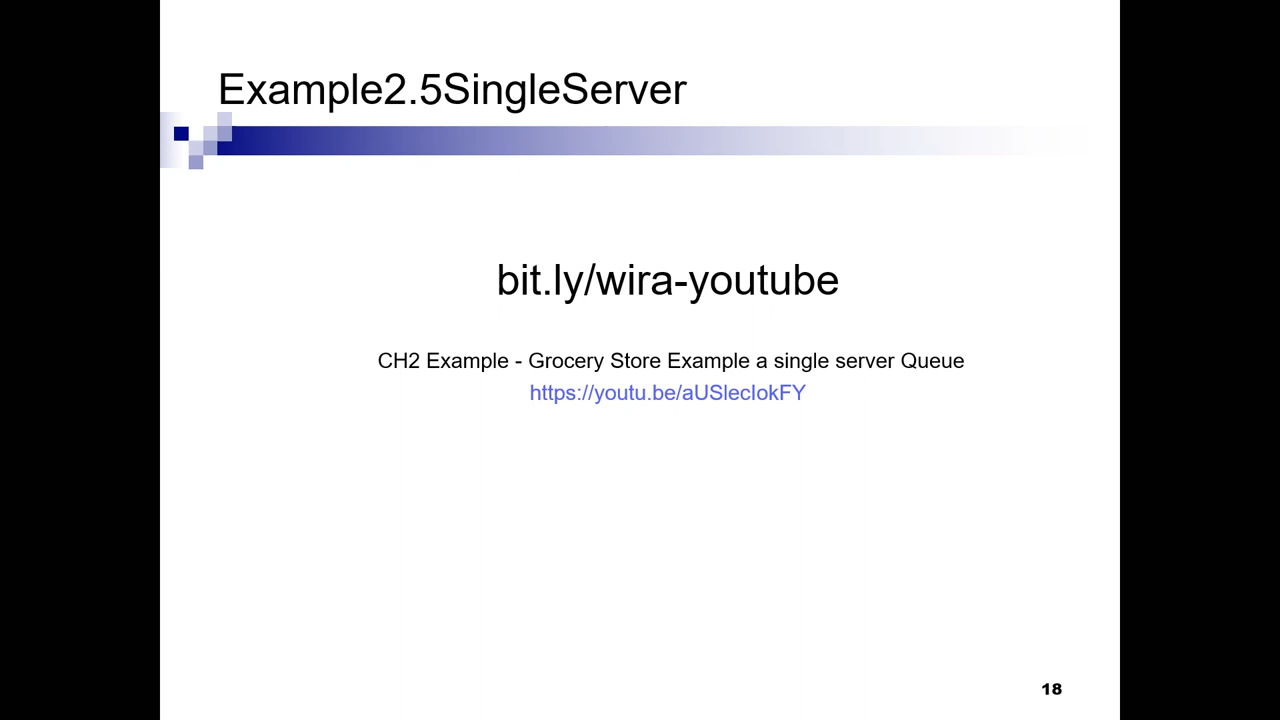 Example2.5SingleServer
bit.ly/wira-youtube
CH2 Example - Grocery Store Example a single server Queue
https://youtu.be/aUSlecIokFY
18